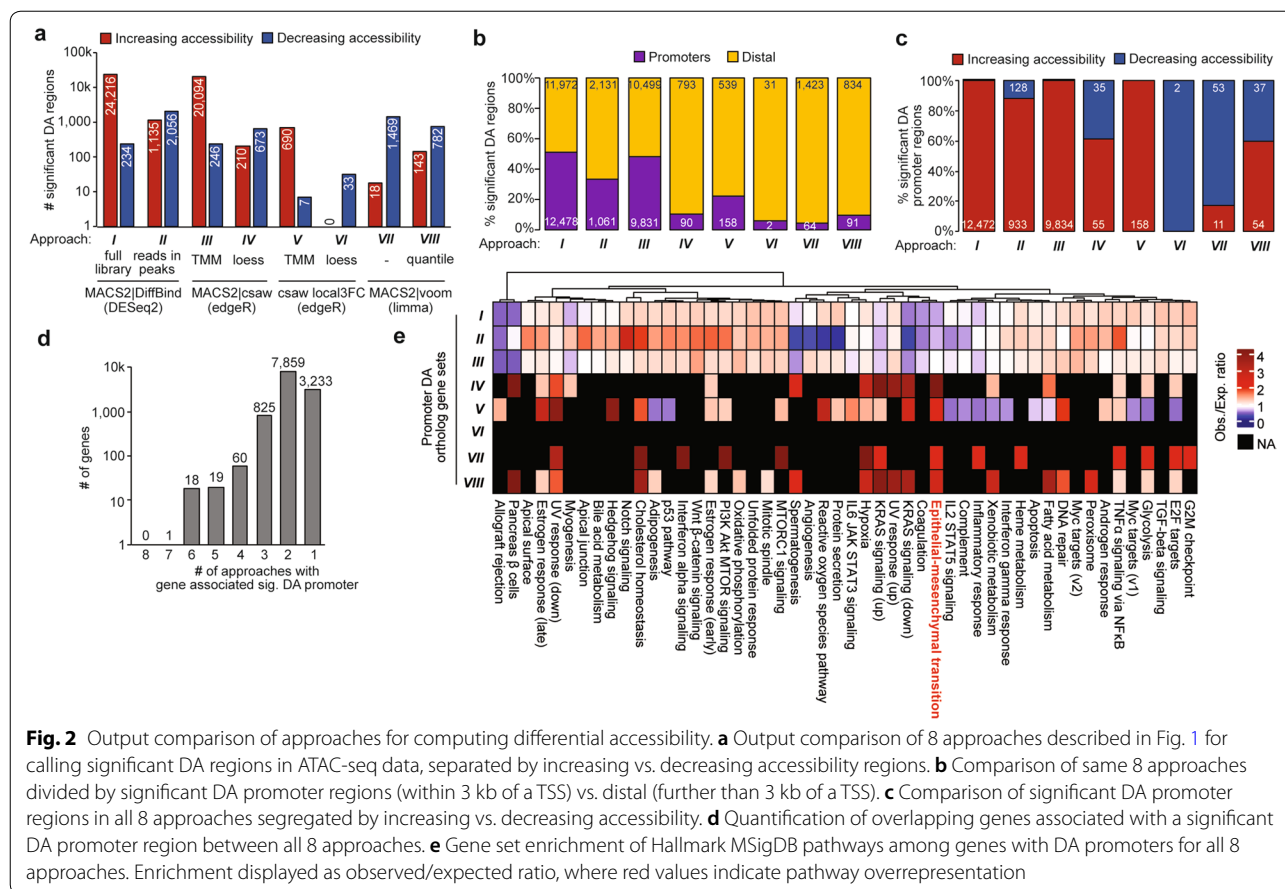 a
Increasing accessibility Decreasing accessibility
# significant DA regions
100k
10k
1,000
100
10
1
24,216
234
1,135
2,056
20,094
246
210
673
690
7
0
33
18
1,469
143
782
Approach: I II III IV V VI VII VIII
full library reads in peaks TMM loess TMM loess - quantile
MACS2|DiffBind (DESeq2) MACS2|csaw (edgeR) csaw local3FC (edgeR) MACS2|voom (limma)
b
Promoters Distal
% significant DA regions
100%
80%
60%
40%
20%
0%
11,972 2,131 10,499 793 539 31 1,423 834
12,478 1,061 9,831 90 158 2 64 91
Approach: I II III IV V VI VII VIII
c
Increasing accessibility Decreasing accessibility
% significant DA promoter regions
100%
80%
60%
40%
20%
0%
128 35 2 53 37
12,472 933 9,834 55 158 11 54
Approach: I II III IV V VI VII VIII
d
# of genes
10k
1,000
100
10
1
0 1 18 19 60 825 7,859 3,233
8 7 6 5 4 3 2 1
# of approaches with
gene associated sig. DA promoter
e
Promoter DA
ortholog gene sets
I
II
III
IV
V
VI
VII
VIII
Obs./Exp. ratio
4
3
2
1
0
NA
Allograft rejection
Pancreas β cells
Apical surface
Estrogen response (late)
UV response (down)
Myogenesis
Apical junction
Bile acid metabolism
Hedgehog signaling
Notch signaling
Cholesterol homeostasis
Adipogenesis
p53 pathway
Interferon alpha signaling
Wnt β-catenin signaling
Estrogen response (early)
PI3K Akt MTOR signaling
Oxidative phosphorylation
Unfolded protein response
Mitotic spindle
MTORC1 signaling
Spermatogenesis
Angiogenesis
Reactive oxygen species pathway
Protein secretion
IL6 JAK STAT3 signaling
Hypoxia
KRAS signaling (up)
UV response (up)
KRAS signaling (down)
Coagulation
Epithelial-mesenchymal transition
IL2 STAT5 signaling
Complement
Inflammatory response
Xenobiotic metabolism
Interferon gamma response
Heme metabolism
Apoptosis
Fatty acid metabolism
DNA repair
Myc targets (v2)
Peroxisome
Androgen response
TNFα signaling via NFκB
Myc targets (v1)
Glycolysis
TGF-beta signaling
E2F targets
G2M checkpoint
Fig. 2 Output comparison of approaches for computing differential accessibility. a Output comparison of 8 approaches described in Fig. 1 for
calling significant DA regions in ATAC-seq data, separated by increasing vs. decreasing accessibility regions. b Comparison of same 8 approaches
divided by significant DA promoter regions (within 3 kb of a TSS) vs. distal (further than 3 kb of a TSS). c Comparison of significant DA promoter
regions in all 8 approaches segregated by increasing vs. decreasing accessibility. d Quantification of overlapping genes associated with a significant
DA promoter region between all 8 approaches. e Gene set enrichment of Hallmark MSigDB pathways among genes with DA promoters for all 8
approaches. Enrichment displayed as observed/expected ratio, where red values indicate pathway overrepresentation